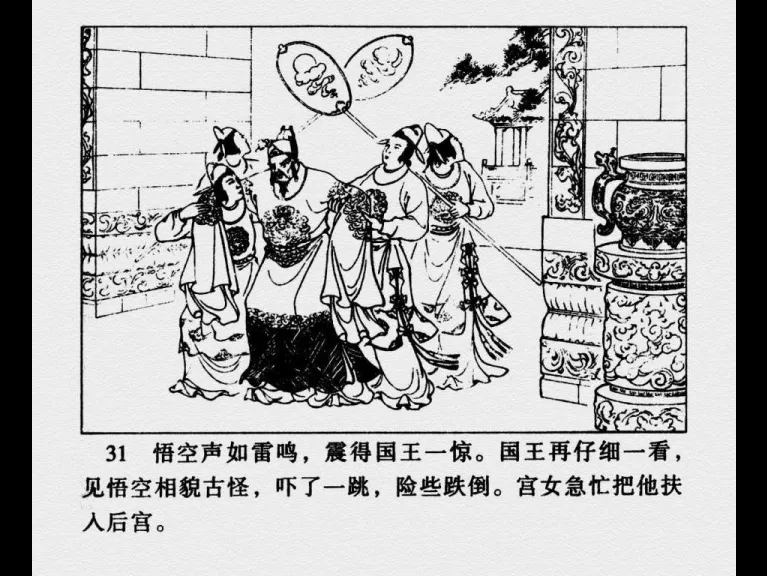 31 悟空声如雷鸣，震得国王一惊。国王再仔细一看，
见悟空相貌古怪，吓了一跳，险些跌倒。宫女急忙把他扶
入后宫。